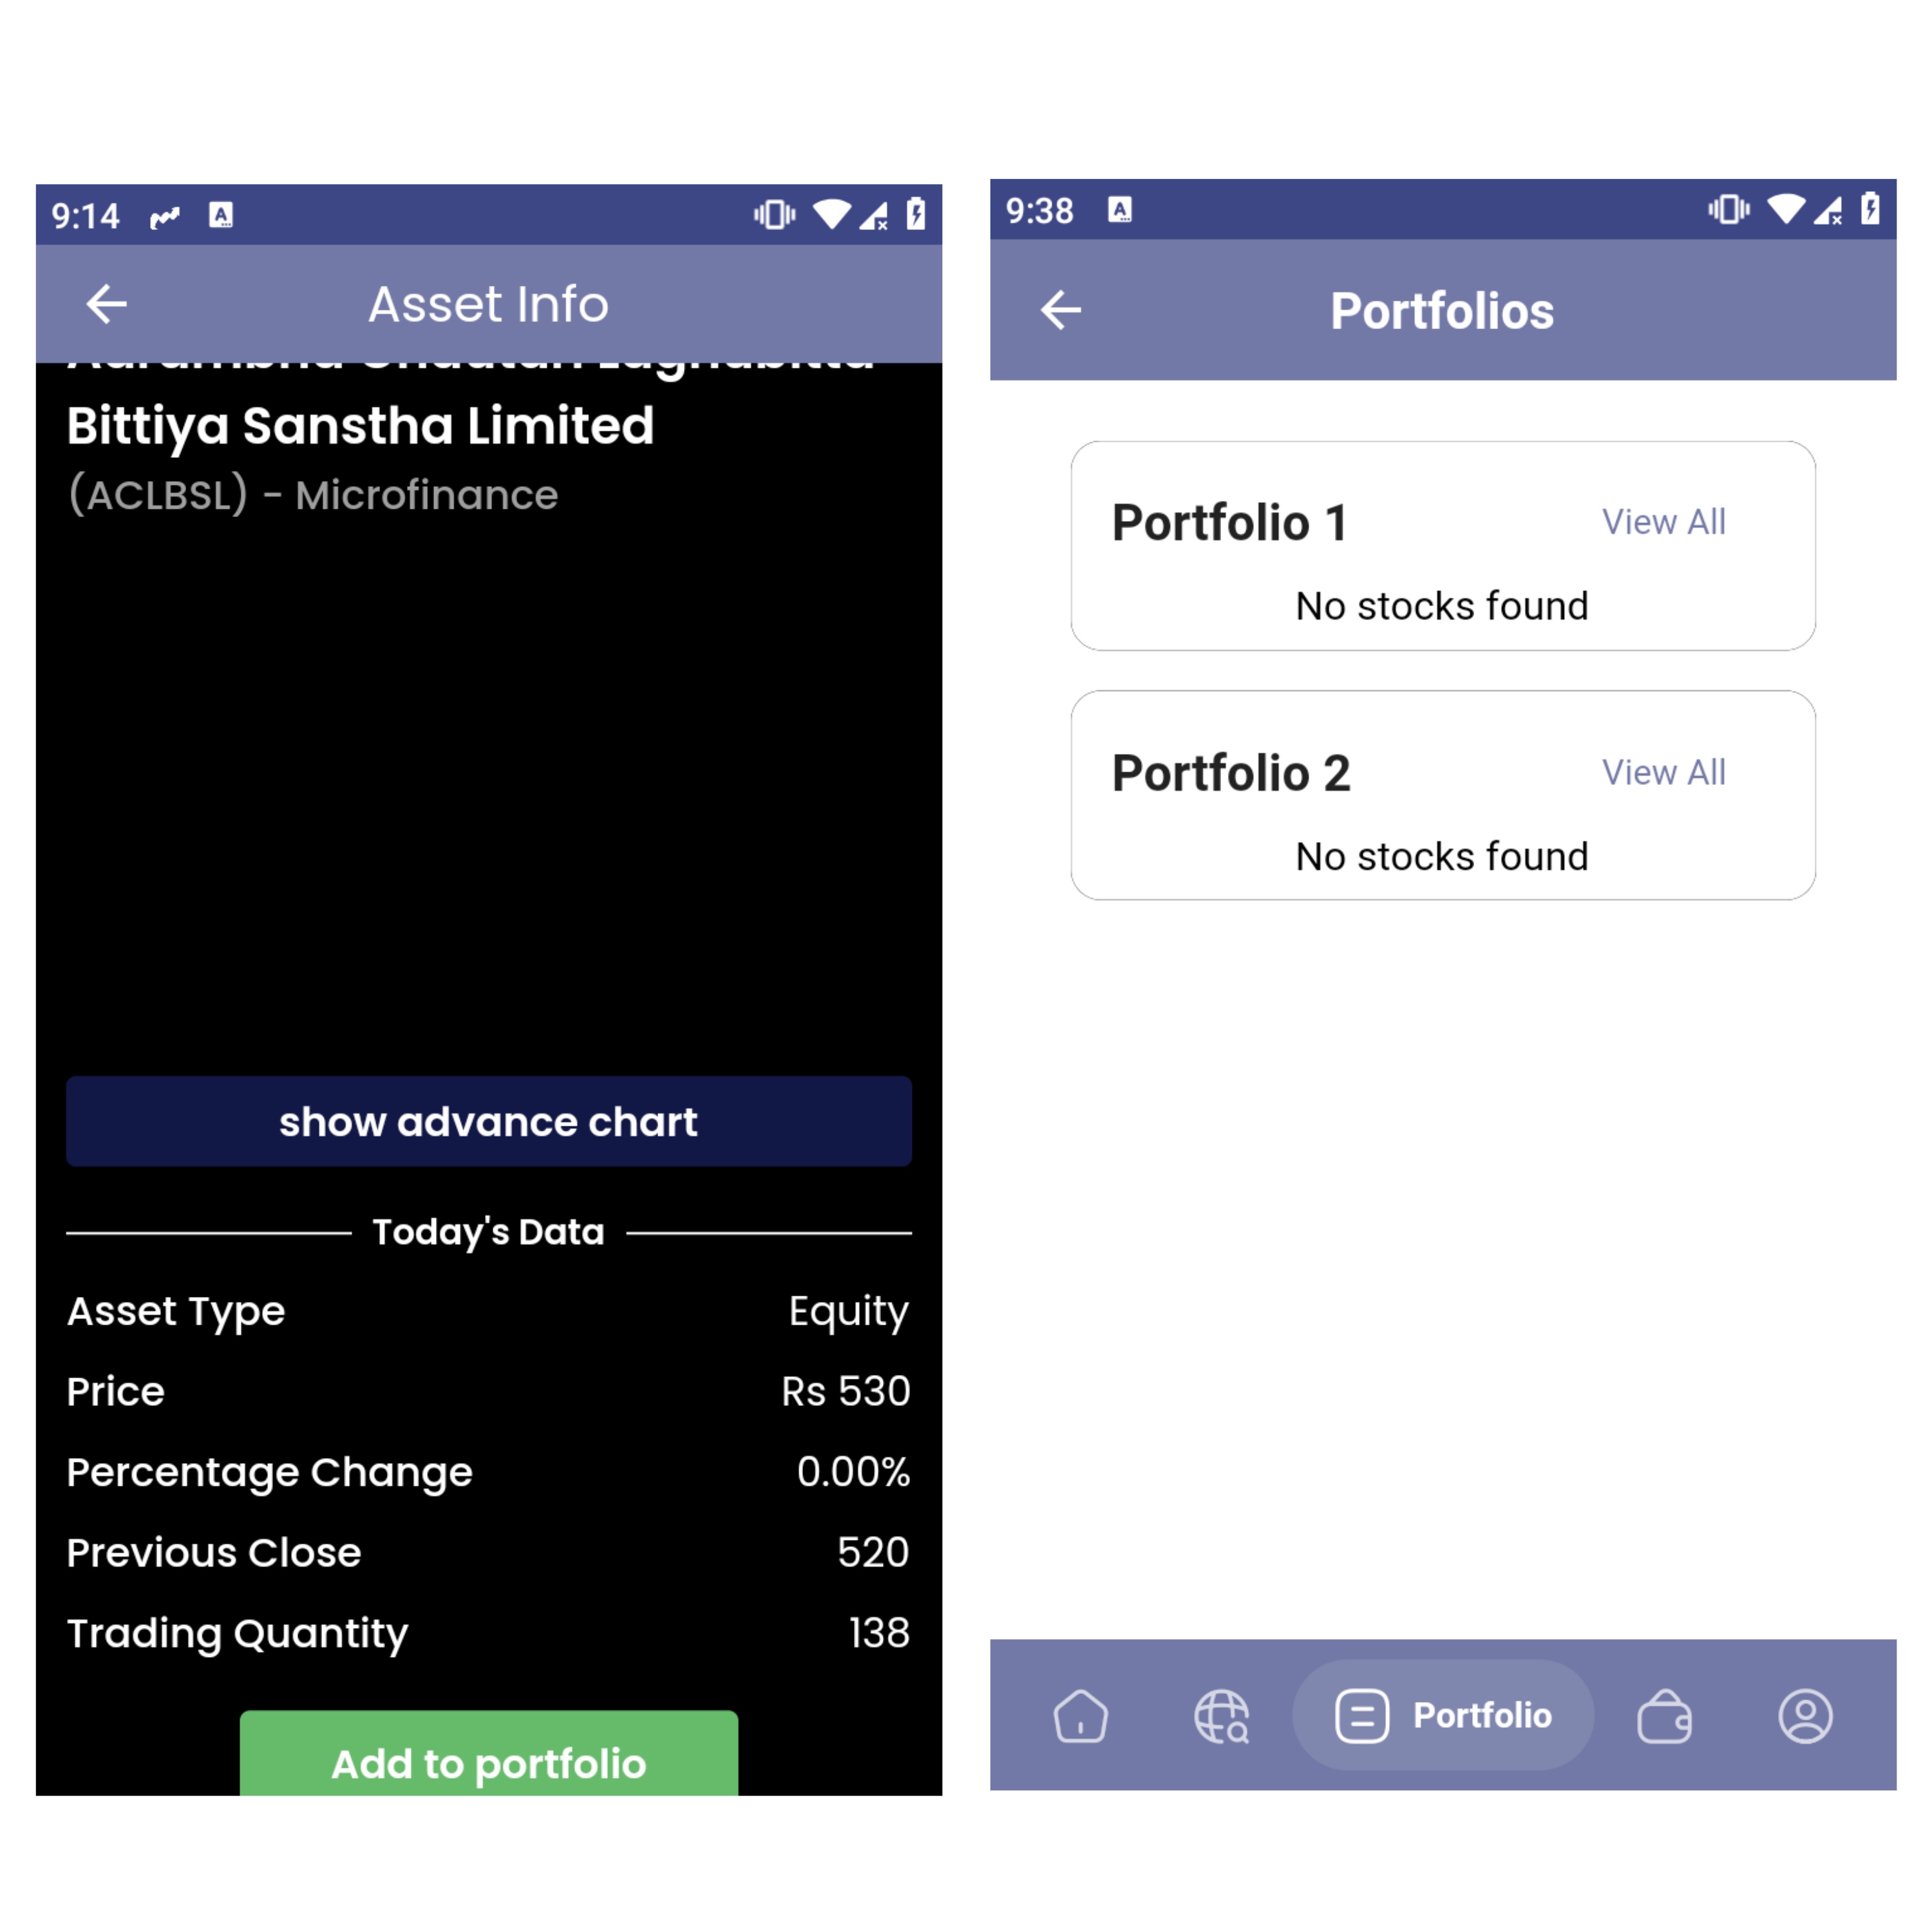 9:14
Asset Info
Bittiya Sanstha Limited
(ACLBSL) - Microfinance
show advance chart
Today's Data
Asset Type Equity
Price Rs 530
Percentage Change 0.00%
Previous Close 520
Trading Quantity 138
Add to portfolio
9:38
Portfolios
Portfolio 1 View All
No stocks found
Portfolio 2 View All
No stocks found
Portfolio